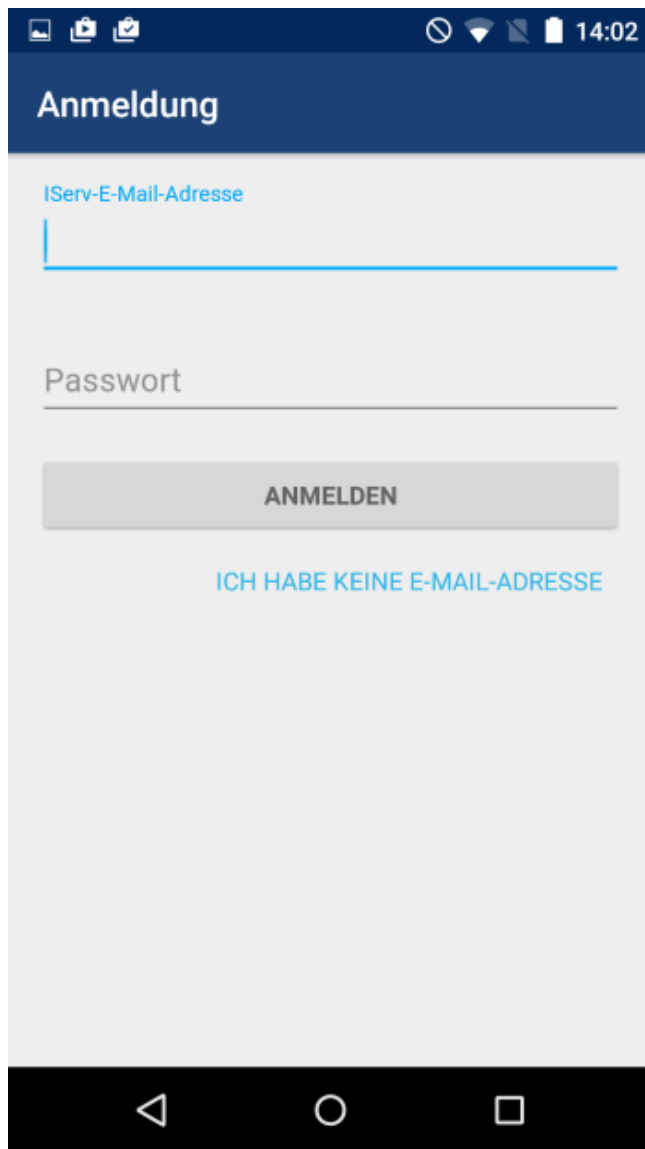 14:02
Anmeldung
IServ-E-Mail-Adresse
Passwort
ANMELDEN
ICH HABE KEINE E-MAIL-ADRESSE